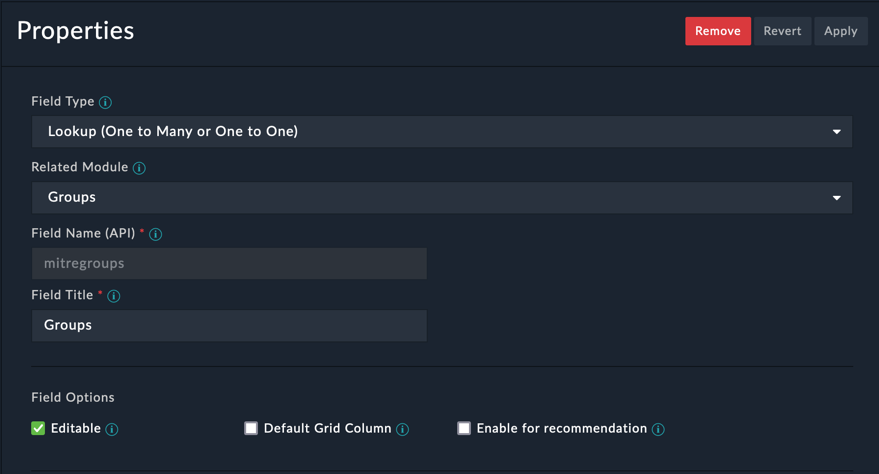 Properties
Remove Revert Apply
Field Type
Lookup (One to Many or One to One)
Related Module
Groups
Field Name (API) *
mitregroups
Field Title *
Groups
Field Options
Editable Default Grid Column Enable for recommendation